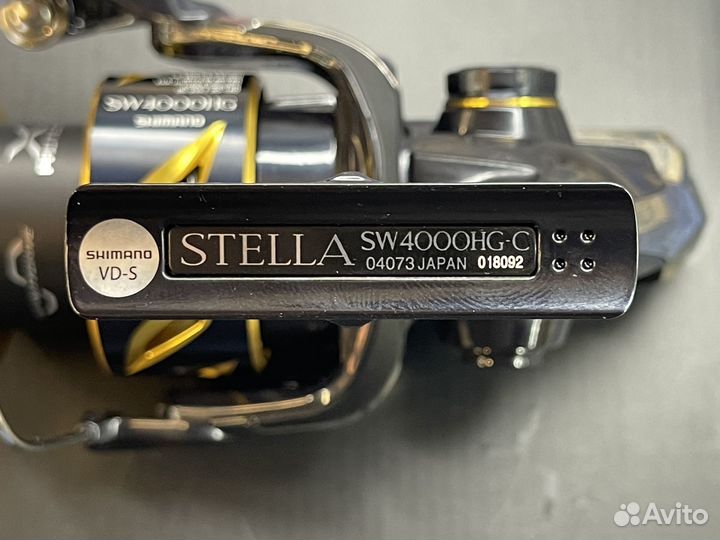 SW4000HG
SHIMANO
SHIMANO
VD-S
STELLA
SW4000HG-C
04073 JAPAN 018092
Avito